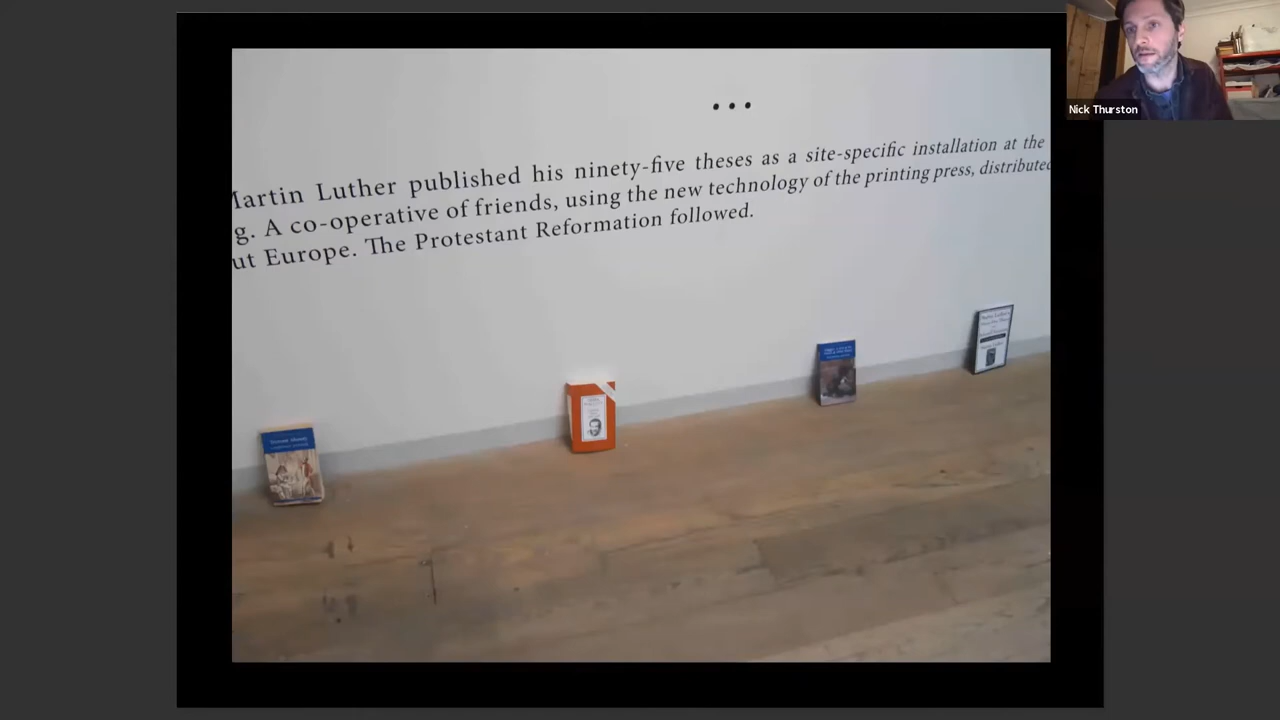 Nick Thurston
...
Martin Luther published his ninety-five theses as a site-specific installation at the
g. A co-operative of friends, using the new technology of the printing press, distributed
ut Europe. The Protestant Reformation followed.